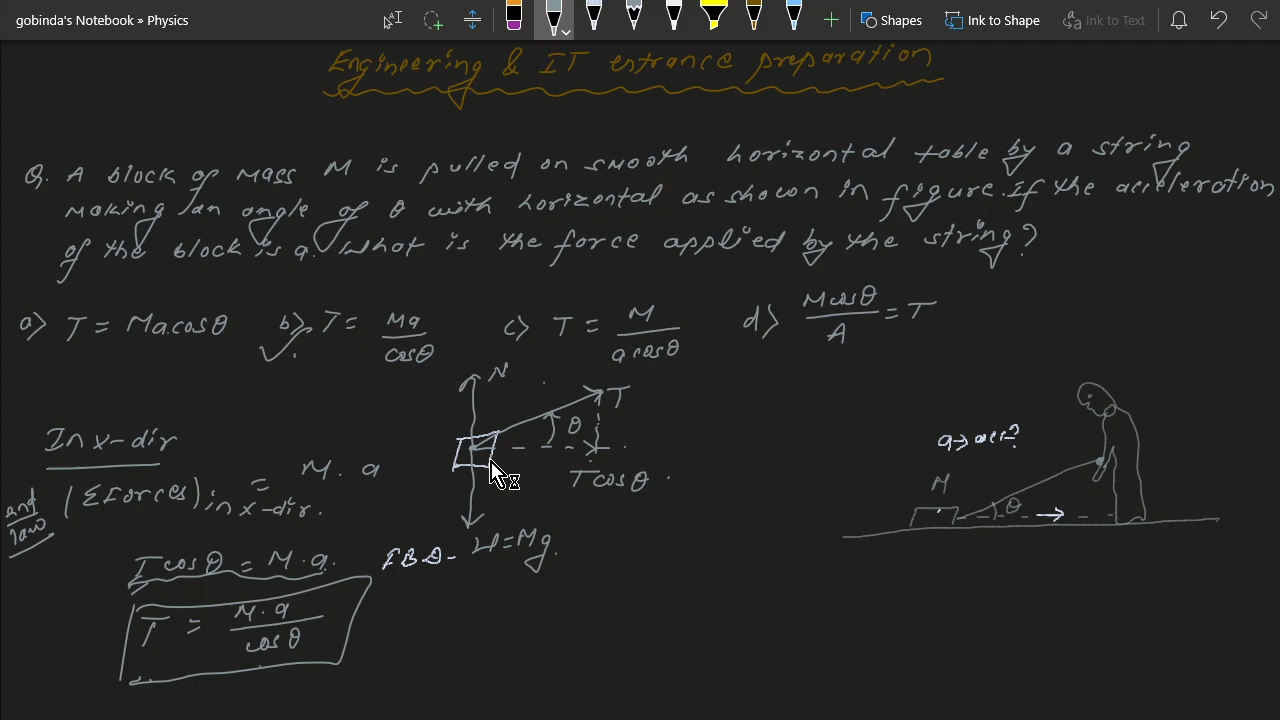 gobinda's Notebook » Physics
Shapes
Ink to Shape
Ink to Text
Engineering & IT entrance preparation
Q. A block of mass M is pulled on smooth horizontal table by a string
making an angle of θ with horizontal as shown in figure. If the acceleration
of the block is a. What is the force applied by the string?
a) T = Ma cosθ b) T = Ma/cosθ c) T = M/a cosθ d) M cosθ/A = T
N
T
θ
T cosθ
W = Mg
FBD-
In x-dir
2nd law
(ΣForces) in x-dir. = M. a
T cosθ = M. a.
T = M. a/cosθ
a → acc?
M
θ